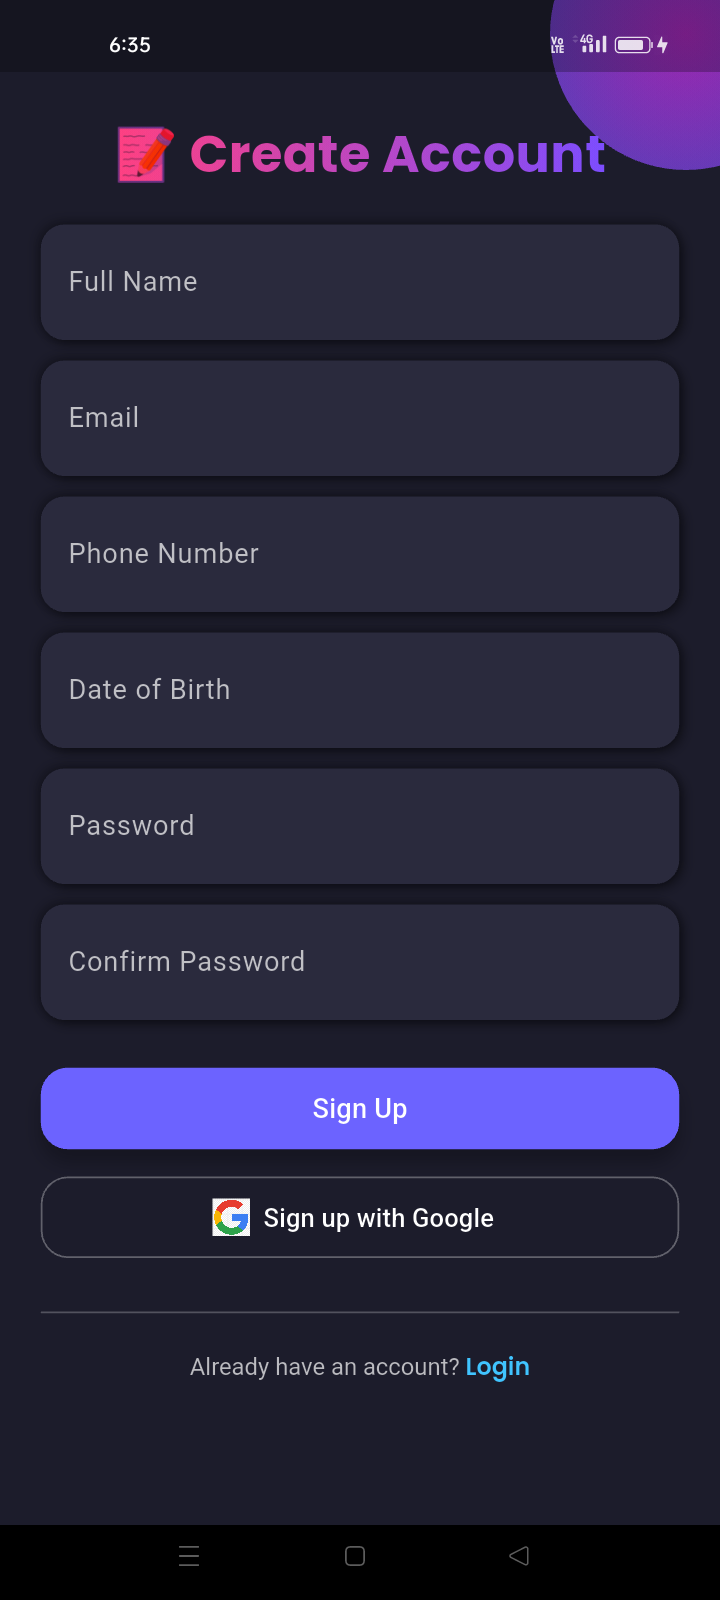 6:35
Vo LTE 4G
Create Account
Full Name
Email
Phone Number
Date of Birth
Password
Confirm Password
Sign Up
Sign up with Google
Already have an account? Login